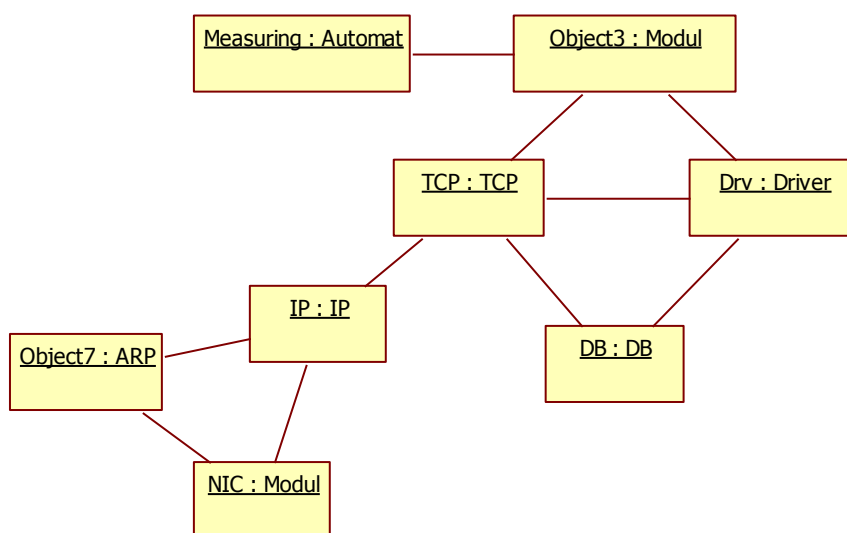 Measuring : Automat
Object3 : Modul
TCP : TCP
Drv : Driver
IP : IP
DB : DB
Object7 : ARP
NIC : Modul